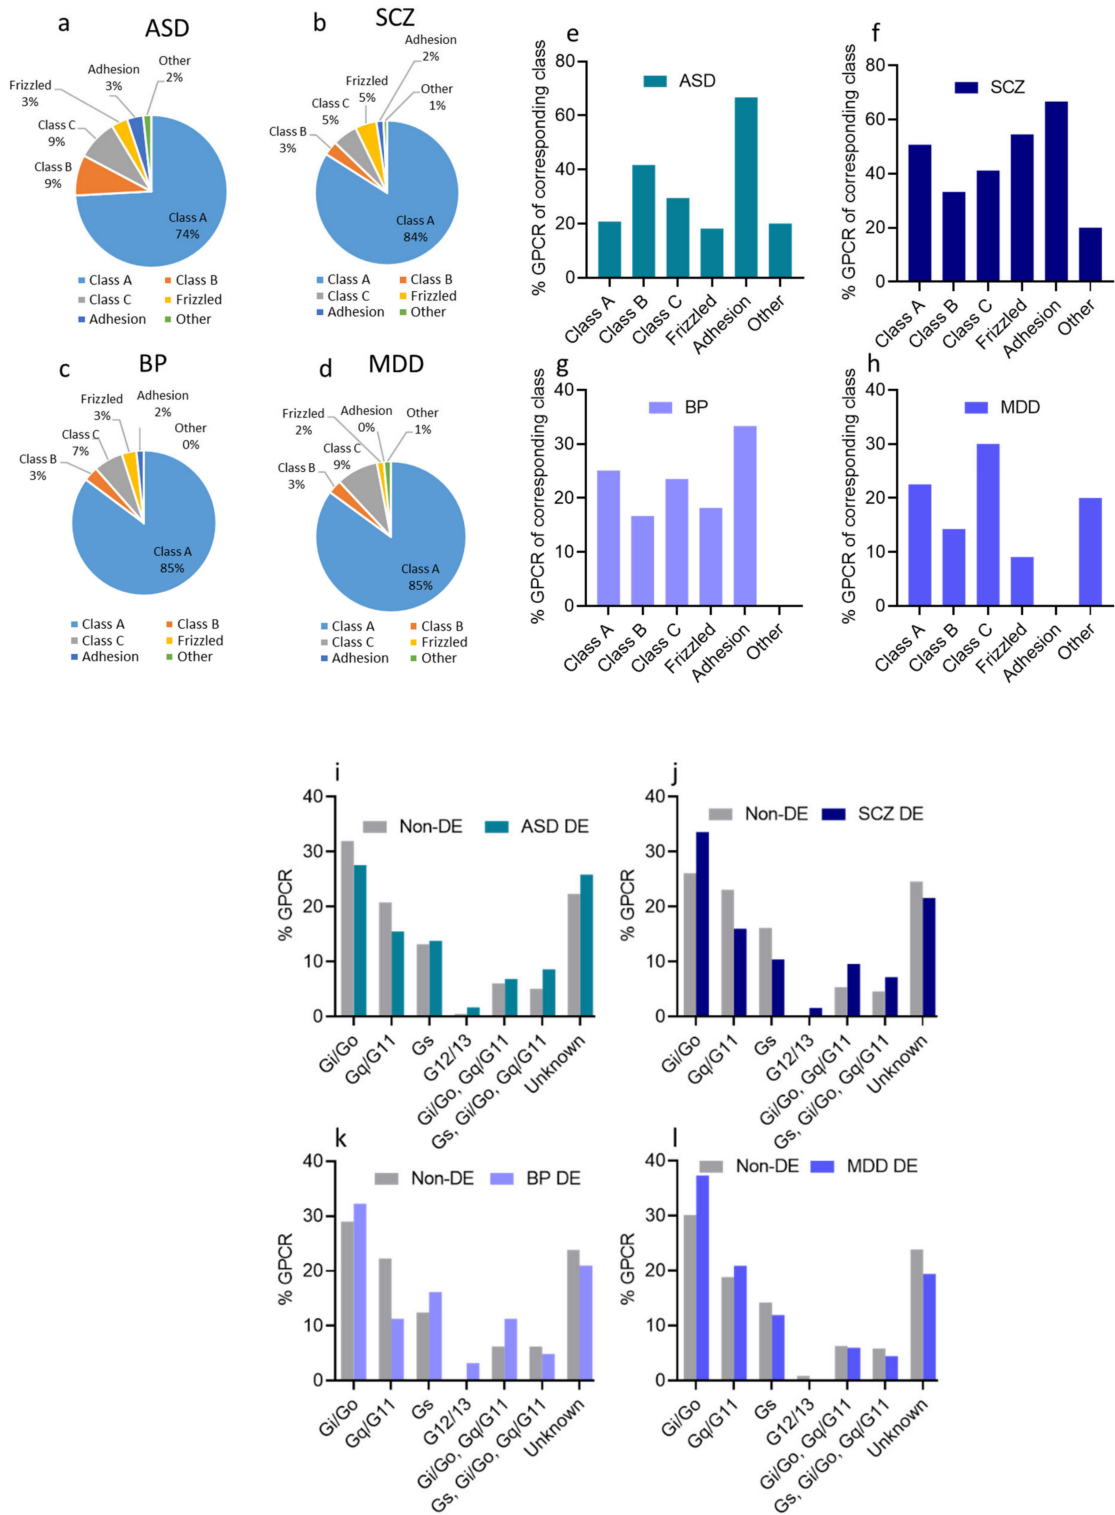 a
ASD
Other
2%
Adhesion
3%
Frizzled
3%
Class C
9%
Class B
9%
Class A
74%
Class A
Class B
Class C
Frizzled
Adhesion
Other
b
SCZ
Adhesion
2%
Frizzled
5%
Other
1%
Class C
5%
Class B
3%
Class A
84%
Class A
Class B
Class C
Frizzled
Adhesion
Other
c
BP
Adhesion
2%
Frizzled
3%
Other
0%
Class C
7%
Class B
3%
Class A
85%
Class A
Class B
Class C
Frizzled
Adhesion
Other
d
MDD
Adhesion
0%
Other
1%
Frizzled
2%
Class C
9%
Class B
3%
Class A
85%
Class A
Class B
Class C
Frizzled
Adhesion
Other
e
% GPCR of corresponding class
80
60
40
20
0
ASD
Class A
Class B
Class C
Frizzled
Adhesion
Other
f
% GPCR of corresponding class
80
60
40
20
0
SCZ
Class A
Class B
Class C
Frizzled
Adhesion
Other
g
% GPCR of corresponding class
40
30
20
10
0
BP
Class A
Class B
Class C
Frizzled
Adhesion
Other
h
% GPCR of corresponding class
40
30
20
10
0
MDD
Class A
Class B
Class C
Frizzled
Adhesion
Other
i
% GPCR
40
30
20
10
0
Non-DE
ASD DE
Gi/Go
Gq/G11
Gs
G12/13
Gi/Go, Gq/G11
Gs, Gi/Go, Gq/G11
Unknown
j
% GPCR
40
30
20
10
0
Non-DE
SCZ DE
Gi/Go
Gq/G11
Gs
G12/13
Gi/Go, Gq/G11
Gs, Gi/Go, Gq/G11
Unknown
k
% GPCR
40
30
20
10
0
Non-DE
BP DE
Gi/Go
Gq/G11
Gs
G12/13
Gi/Go, Gq/G11
Gs, Gi/Go, Gq/G11
Unknown
l
% GPCR
40
30
20
10
0
Non-DE
MDD DE
Gi/Go
Gq/G11
Gs
G12/13
Gi/Go, Gq/G11
Gs, Gi/Go, Gq/G11
Unknown